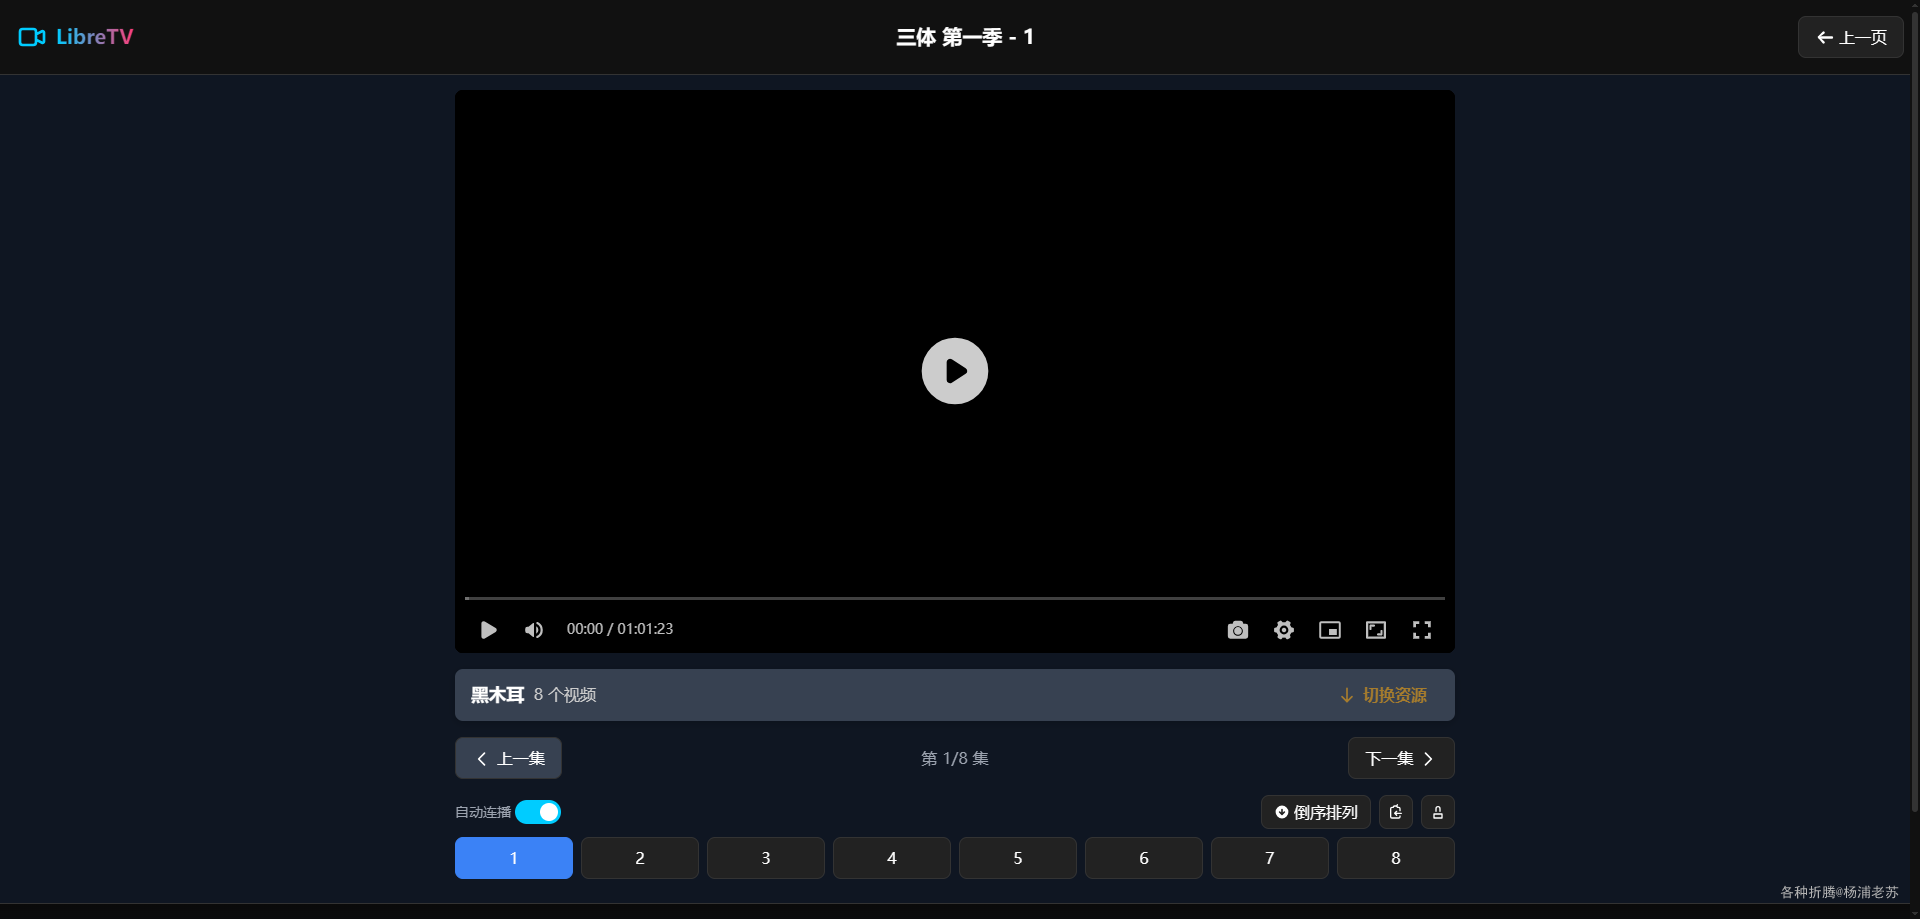 LibreTV
三体 第一季 - 1
上一页
00:00 / 01:01:23
黑木耳 8 个视频
切换资源
上一集
第 1/8 集
下一集
自动连播
倒序排列
1 2 3 4 5 6 7 8
各种折腾@杨浦老苏